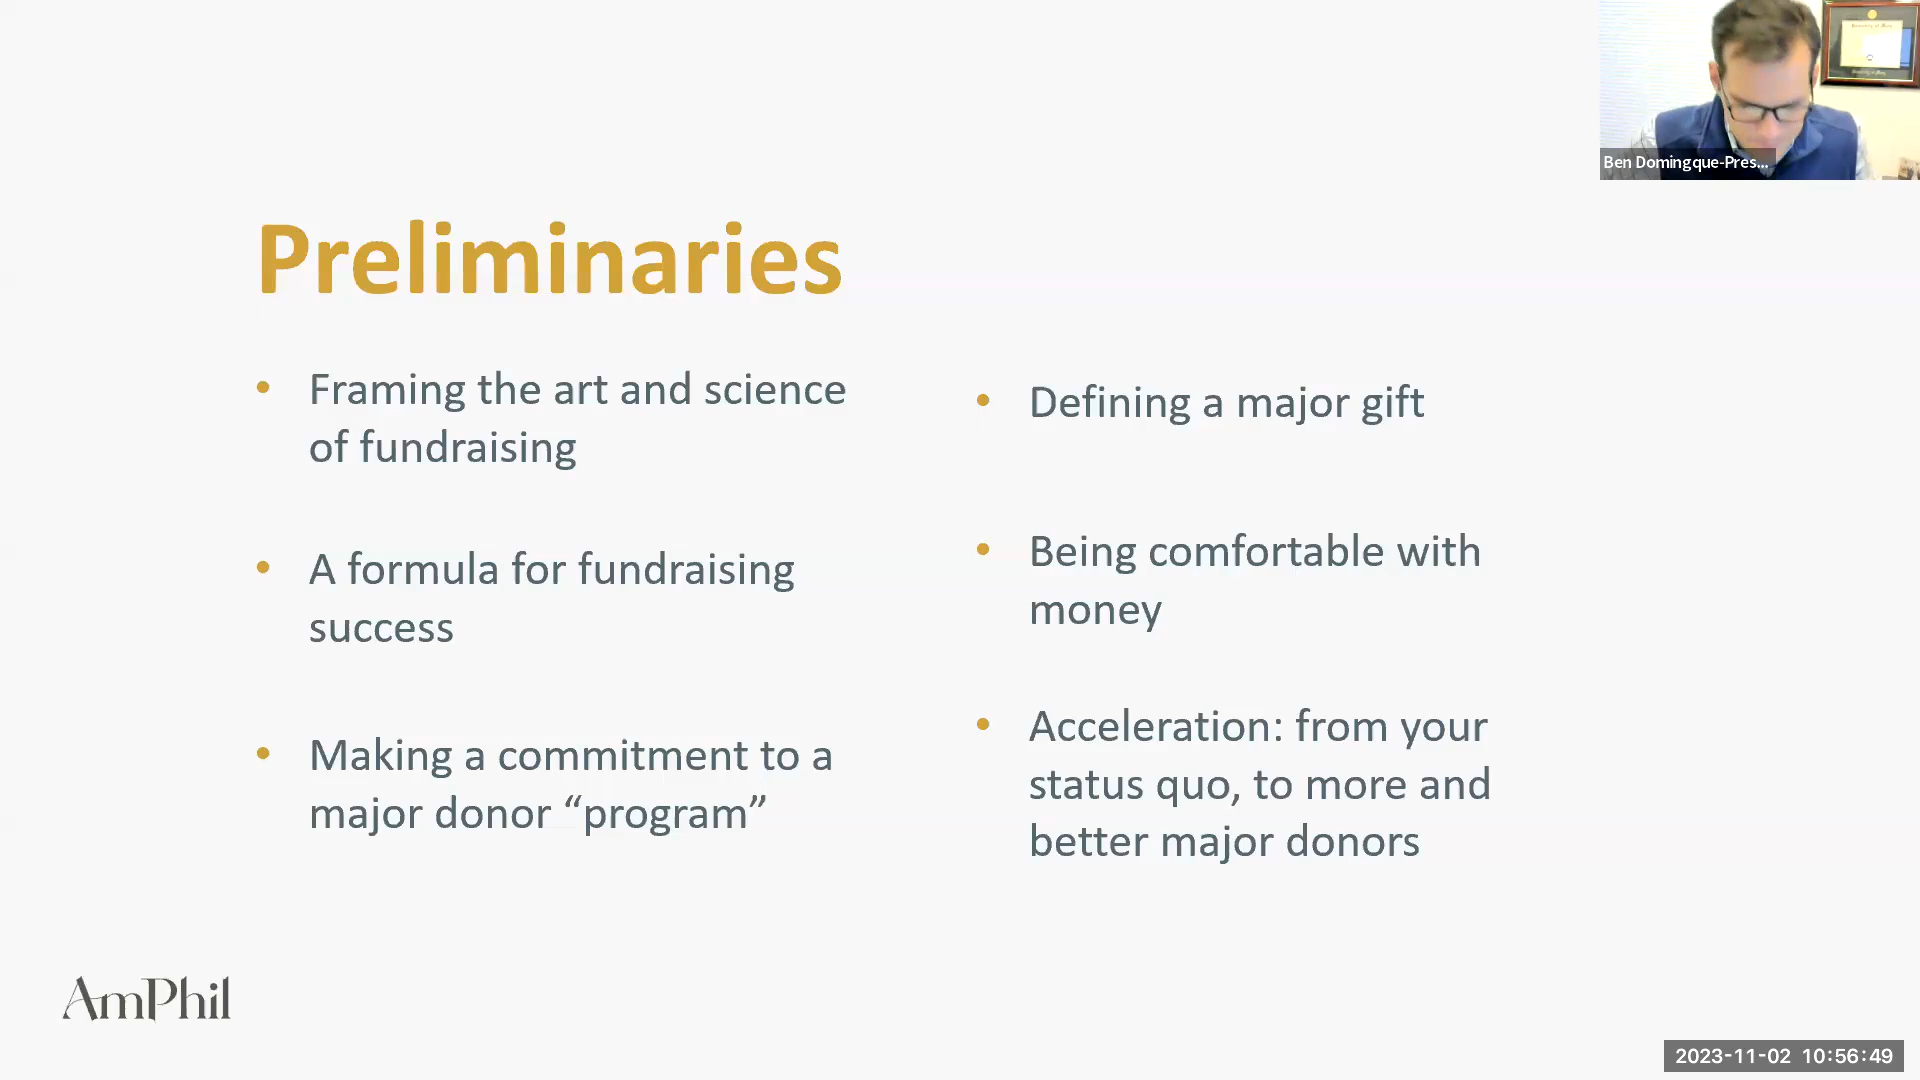 Ben Domingque-Pres...
Preliminaries
• Framing the art and science
of fundraising
• A formula for fundraising
success
• Making a commitment to a
major donor “program”
• Defining a major gift
• Being comfortable with
money
• Acceleration: from your
status quo, to more and
better major donors
AmPhil
2023-11-02 10:56:49